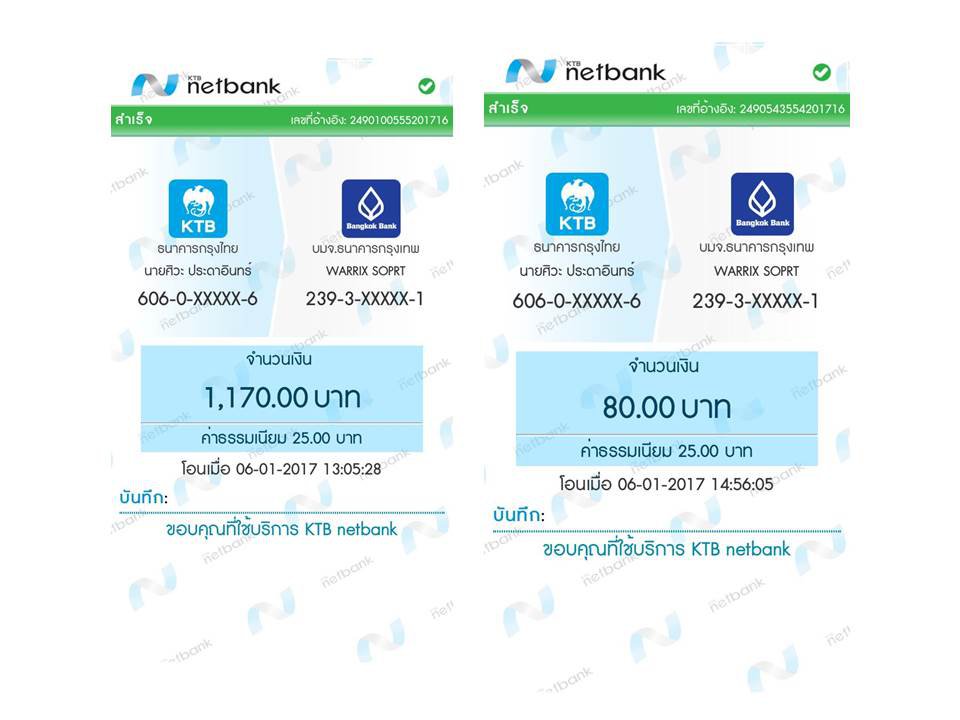 KTB netbank
สำเร็จ เลขที่อ้างอิง: 2490100555201716
KTB
Bangkok Bank
ธนาคารกรุงไทย
บมจ.ธนาคารกรุงเทพ
นายศิวะ ประดาอินทร์
WARRIX SOPRT
606-0-XXXXX-6
239-3-XXXXX-1
จำนวนเงิน
1,170.00 บาท
ค่าธรรมเนียม 25.00 บาท
โอนเมื่อ 06-01-2017 13:05:28
บันทึก:
ขอบคุณที่ใช้บริการ KTB netbank
KTB netbank
สำเร็จ เลขที่อ้างอิง: 2490543554201716
KTB
Bangkok Bank
ธนาคารกรุงไทย
บมจ.ธนาคารกรุงเทพ
นายศิวะ ประดาอินทร์
WARRIX SOPRT
606-0-XXXXX-6
239-3-XXXXX-1
จำนวนเงิน
80.00 บาท
ค่าธรรมเนียม 25.00 บาท
โอนเมื่อ 06-01-2017 14:56:05
บันทึก:
ขอบคุณที่ใช้บริการ KTB netbank